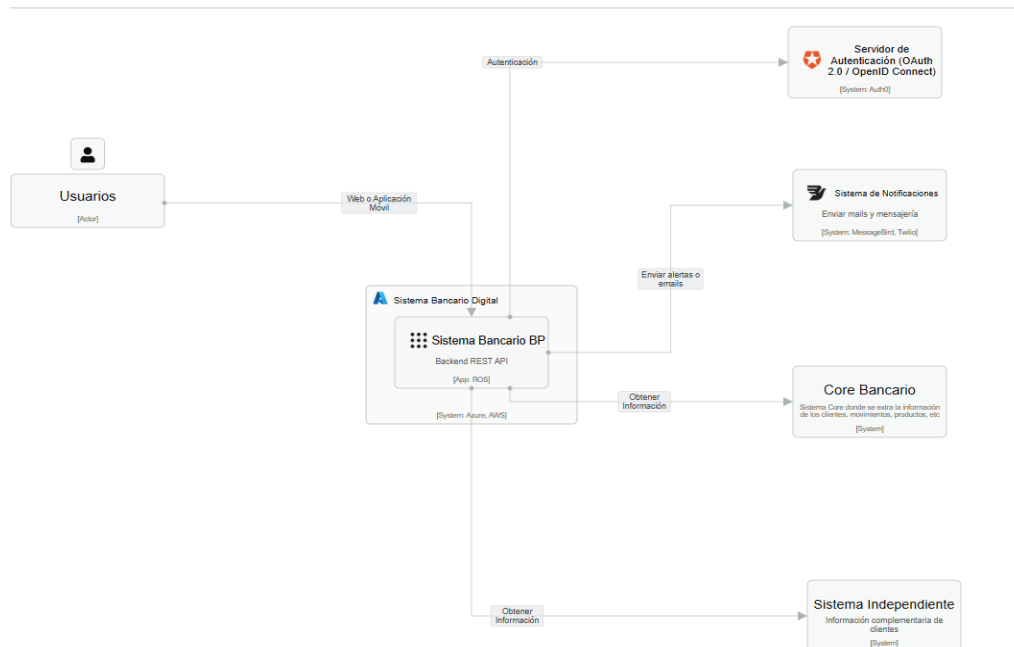 Servidor de
Autenticación (OAuth
2.0 / OpenID Connect)
[System: Auth0]
Autenticación
Usuarios
[Actor]
Web o Aplicación
Móvil
Sistema de Notificaciones
Enviar mails y mensajería
[System: MessageBird, Twilio]
Enviar alertas o
emails
Sistema Bancario Digital
Sistema Bancario BP
Backend REST API
[App: ROS]
[System: Azure, AWS]
Obtener
Información
Core Bancario
Sistema Core donde se extra la información
de los clientes, movimientos, productos, etc
[System]
Obtener
Información
Sistema Independiente
Información complementaria de
clientes
[System]